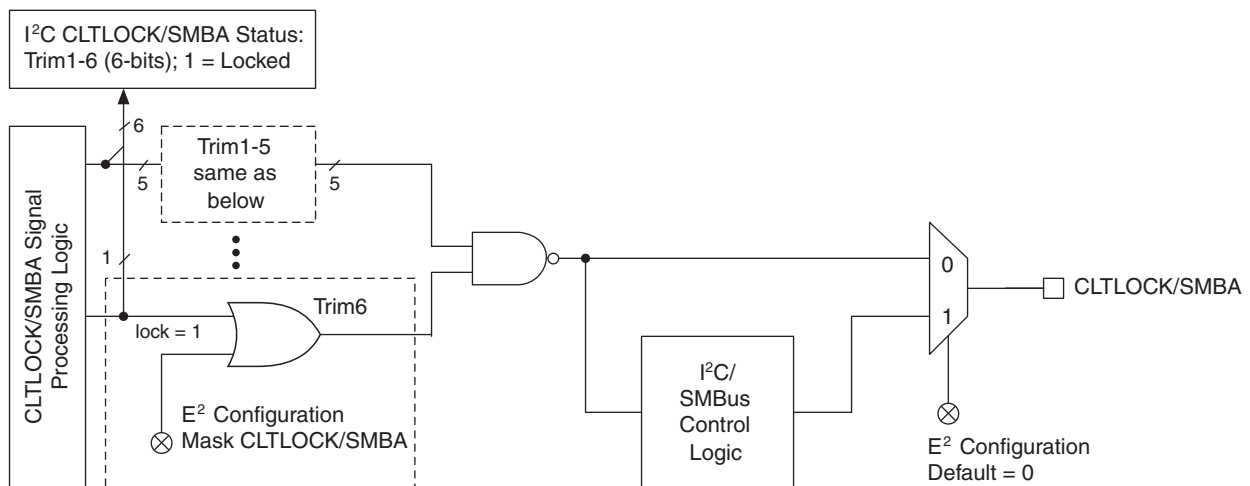 I²C CLTLOCK/SMBA Status:
Trim1-6 (6-bits); 1 = Locked
6
CLTLOCK/SMBA Signal
Processing Logic
5
Trim1-5
same as
below
5
1
Trim6
lock = 1
E² Configuration
Mask CLTLOCK/SMBA
I²C/
SMBus
Control
Logic
0
1
CLTLOCK/SMBA
E² Configuration
Default = 0